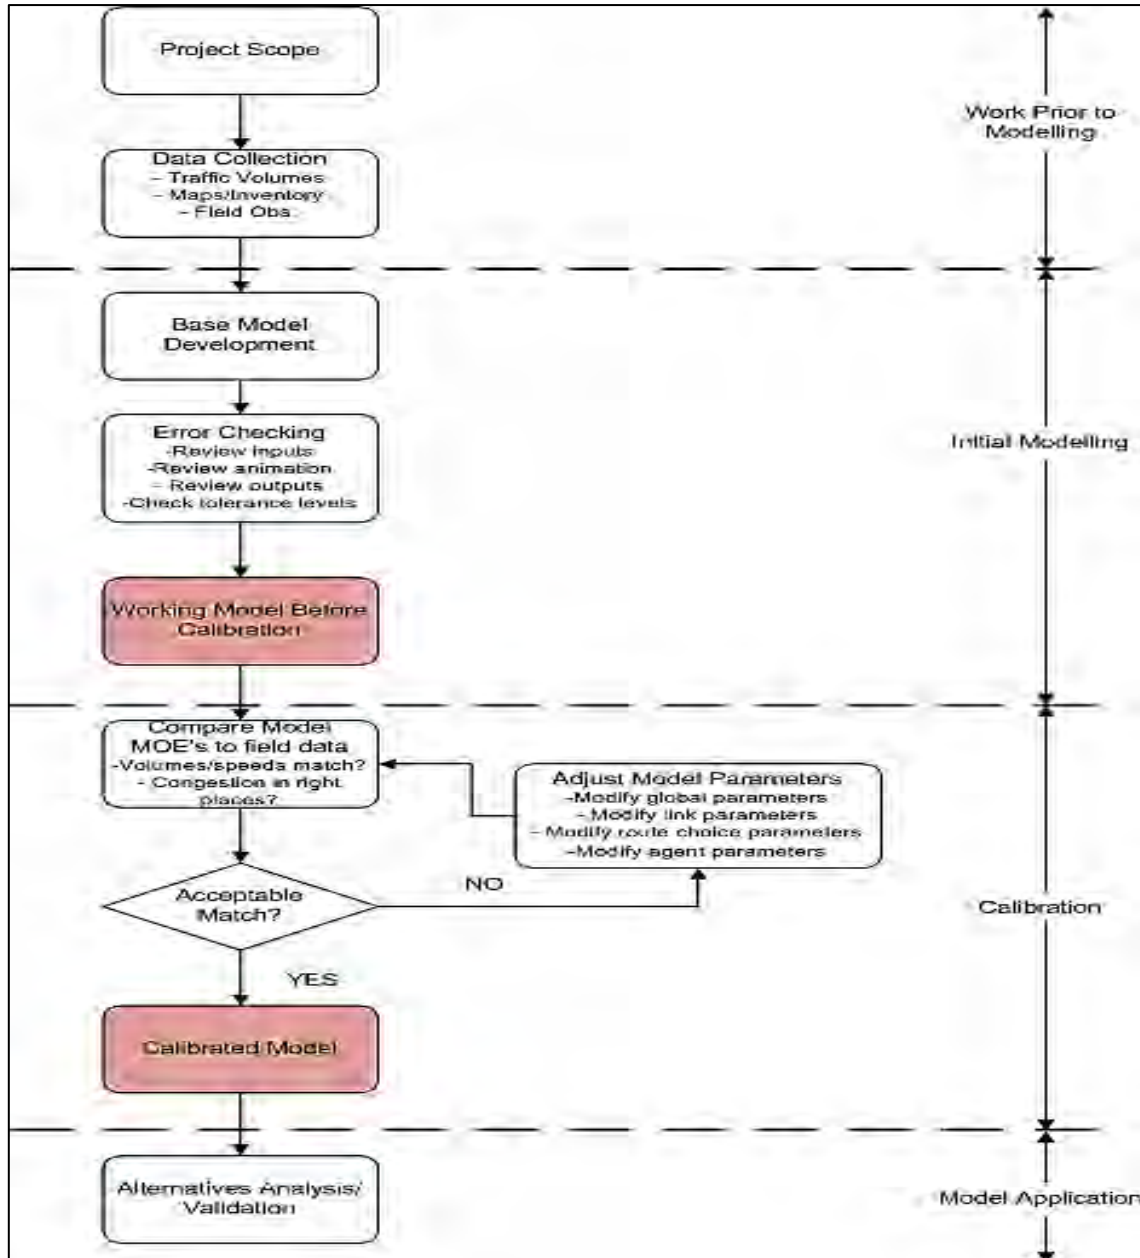 Project Scope
Data Collection
- Traffic Volumes
- Maps/Inventory
- Field Obs.
Work Prior to
Modelling
Base Model
Development
Error Checking
-Review inputs
-Review animation
- Review outputs
-Check tolerance levels
Initial Modelling
Working Model Before
Calibration
Compare Model
MOE's to field data
-Volumes/speeds match?
- Congestion in right
places?
Adjust Model Parameters
-Modify global parameters
- Modify link parameters
- Modify route choice parameters
-Modify agent parameters
Acceptable
Match?
NO
YES
Calibration
Calibrated Model
Alternatives Analysis/
Validation
Model Application